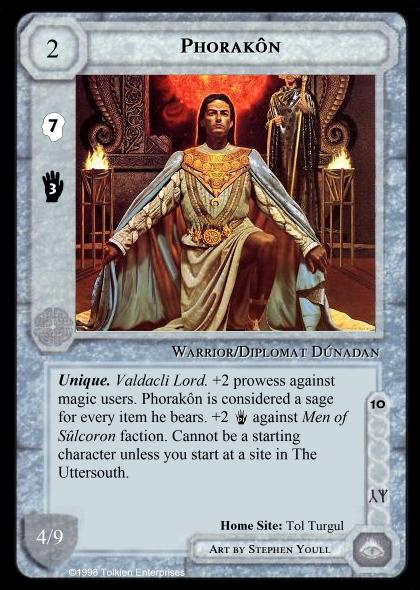 2
PHORAKÔN
7
3
WARRIOR/DIPLOMAT DÚNADAN
Unique. Valdacli Lord. +2 prowess against
magic users. Phorakôn is considered a sage
for every item he bears. +2 against Men of
Sûlcoron faction. Cannot be a starting
character unless you start at a site in The
Uttersouth.
10
Home Site: Tol Turgul
4/9
ART BY STEPHEN YOULL
©1998 Tolkien Enterprises